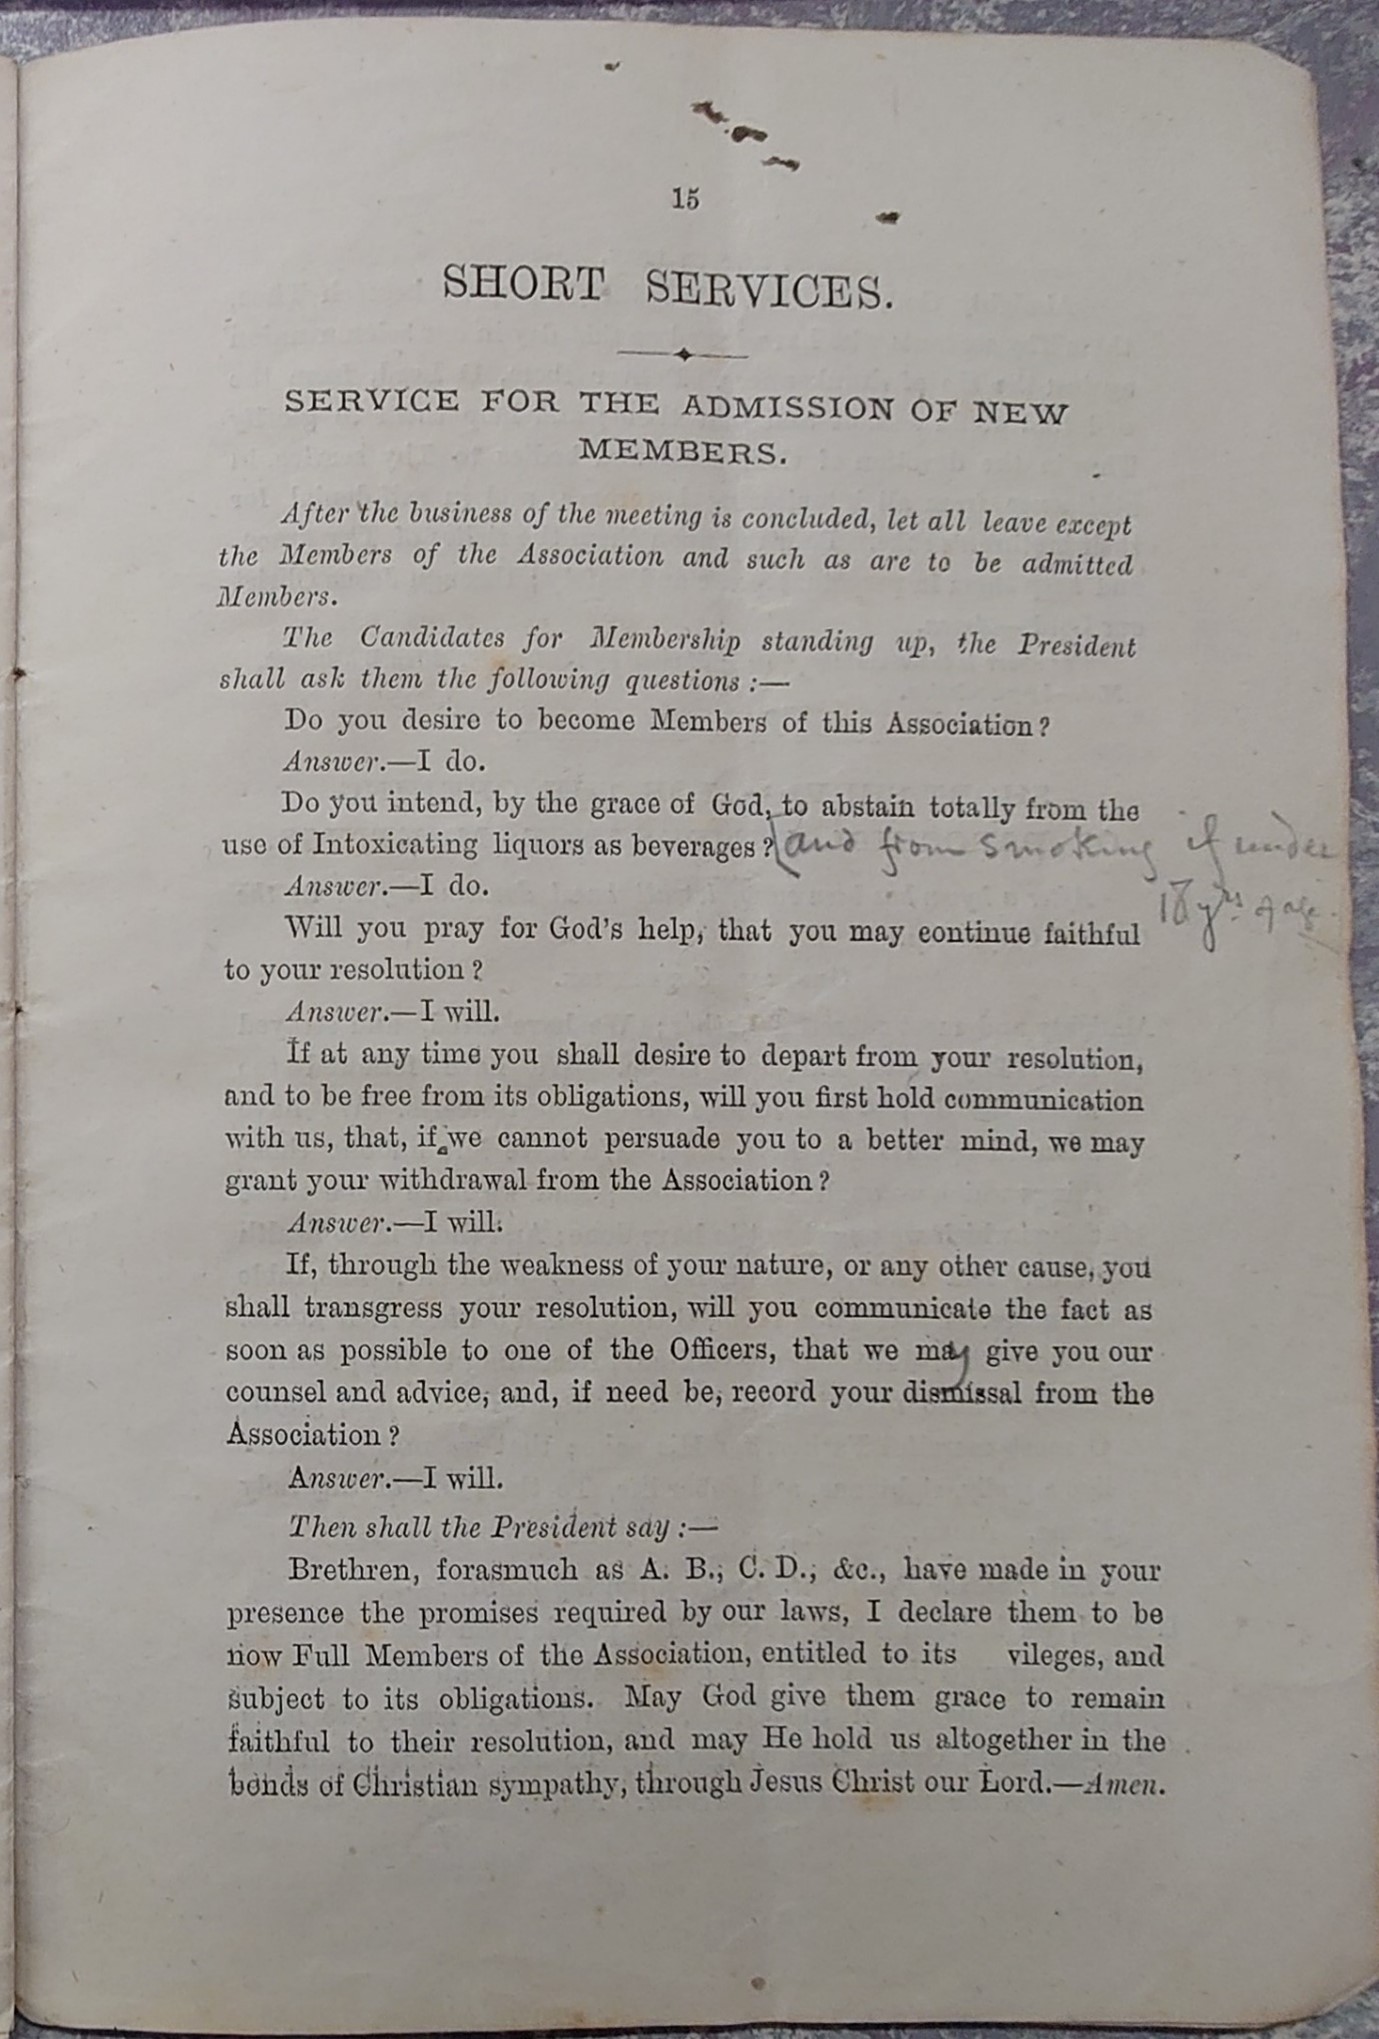 15
SHORT SERVICES.
SERVICE FOR THE ADMISSION OF NEW
MEMBERS.
After the business of the meeting is concluded, let all leave except
the Members of the Association and such as are to be admitted
Members.
The Candidates for Membership standing up, the President
shall ask them the following questions :—
Do you desire to become Members of this Association?
Answer.—I do.
Do you intend, by the grace of God, to abstain totally from the
use of Intoxicating liquors as beverages? (and from smoking if under
18 yrs of age.
Answer.—I do.
Will you pray for God's help, that you may continue faithful
to your resolution?
Answer.—I will.
If at any time you shall desire to depart from your resolution,
and to be free from its obligations, will you first hold communication
with us, that, if we cannot persuade you to a better mind, we may
grant your withdrawal from the Association?
Answer.—I will.
If, through the weakness of your nature, or any other cause, you
shall transgress your resolution, will you communicate the fact as
soon as possible to one of the Officers, that we may give you our
counsel and advice, and, if need be, record your dismissal from the
Association?
Answer.—I will.
Then shall the President say :—
Brethren, forasmuch as A. B., C. D., &c., have made in your
presence the promises required by our laws, I declare them to be
now Full Members of the Association, entitled to its vileges, and
subject to its obligations. May God give them grace to remain
faithful to their resolution, and may He hold us altogether in the
bonds of Christian sympathy, through Jesus Christ our Lord.—Amen.